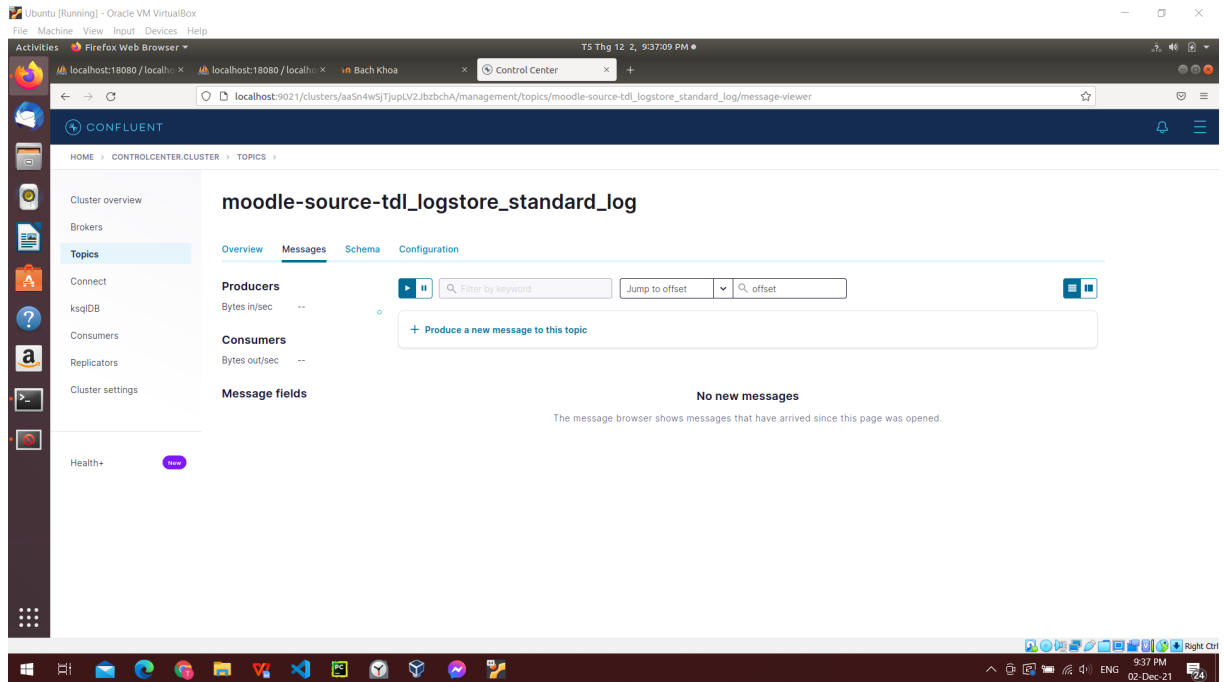 Ubuntu [Running] - Oracle VM VirtualBox
File Machine View Input Devices Help
Activities Firefox Web Browser T5 Thg 12 2, 9:37:09 PM
localhost:18080 / localho localhost:18080 / localho Bach Khoa Control Center
localhost:9021/clusters/aaSn4wSjTjupLV2JbzbchA/management/topics/moodle-source-tdl_logstore_standard_log/message-viewer
CONFLUENT
HOME > CONTROLCENTER.CLUSTER > TOPICS >
moodle-source-tdl_logstore_standard_log
Cluster overview
Brokers
Topics
Connect
ksqlDB
Consumers
Replicators
Cluster settings
Health+ New
Overview Messages Schema Configuration
Producers
Bytes in/sec --
Consumers
Bytes out/sec --
Message fields
Filter by keyword Jump to offset offset
+ Produce a new message to this topic
No new messages
The message browser shows messages that have arrived since this page was opened.
Right Ctrl
ENG 9:37 PM
02-Dec-21
24